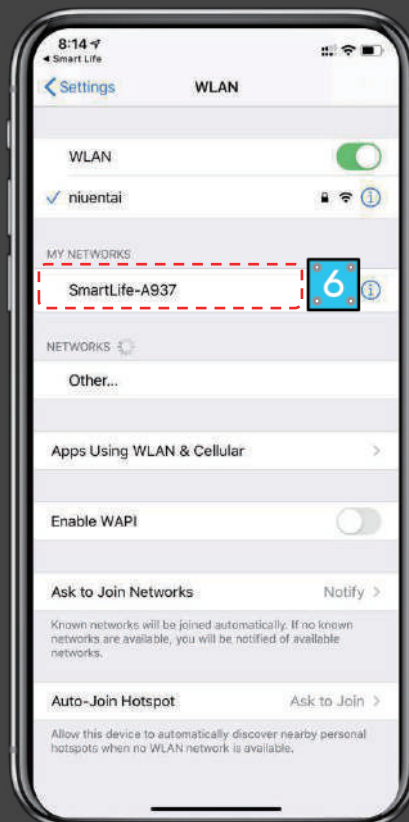 8:14
Smart Life
Settings
WLAN
WLAN
niuentai
MY NETWORKS
SmartLife-A937
6
NETWORKS
Other...
Apps Using WLAN & Cellular
Enable WAPI
Ask to Join Networks
Notify
Known networks will be joined automatically. If no known
networks are available, you will be notified of available
networks.
Auto-Join Hotspot
Ask to Join
Allow this device to automatically discover nearby personal
hotspots when no WLAN network is available.